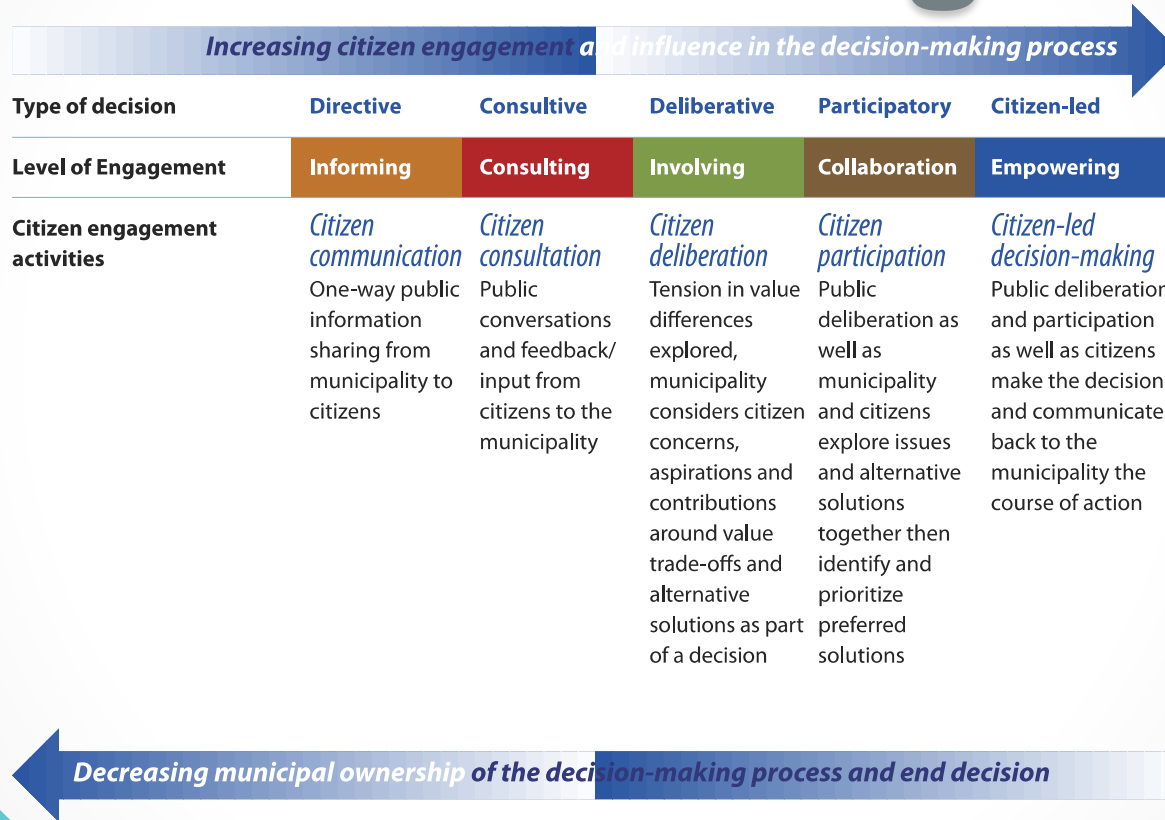 Increasing citizen engagement and influence in the decision-making process
Type of decision
Directive
Consultive
Deliberative
Participatory
Citizen-led
Level of Engagement
Informing
Consulting
Involving
Collaboration
Empowering
Citizen engagement
activities
Citizen
communication
One-way public
information
sharing from
municipality to
citizens
Citizen
consultation
Public
conversations
and feedback/
input from
citizens to the
municipality
Citizen
deliberation
Tension in value
differences
explored,
municipality
considers citizen
concerns,
aspirations and
contributions
around value
trade-offs and
alternative
solutions as part
of a decision
Citizen
participation
Public
deliberation as
well as
municipality
and citizens
explore issues
and alternative
solutions
together then
identify and
prioritize
preferred
solutions
Citizen-led
decision-making
Public deliberation
and participation
as well as citizens
make the decision
and communicate
back to the
municipality the
course of action
Decreasing municipal ownership of the decision-making process and end decision